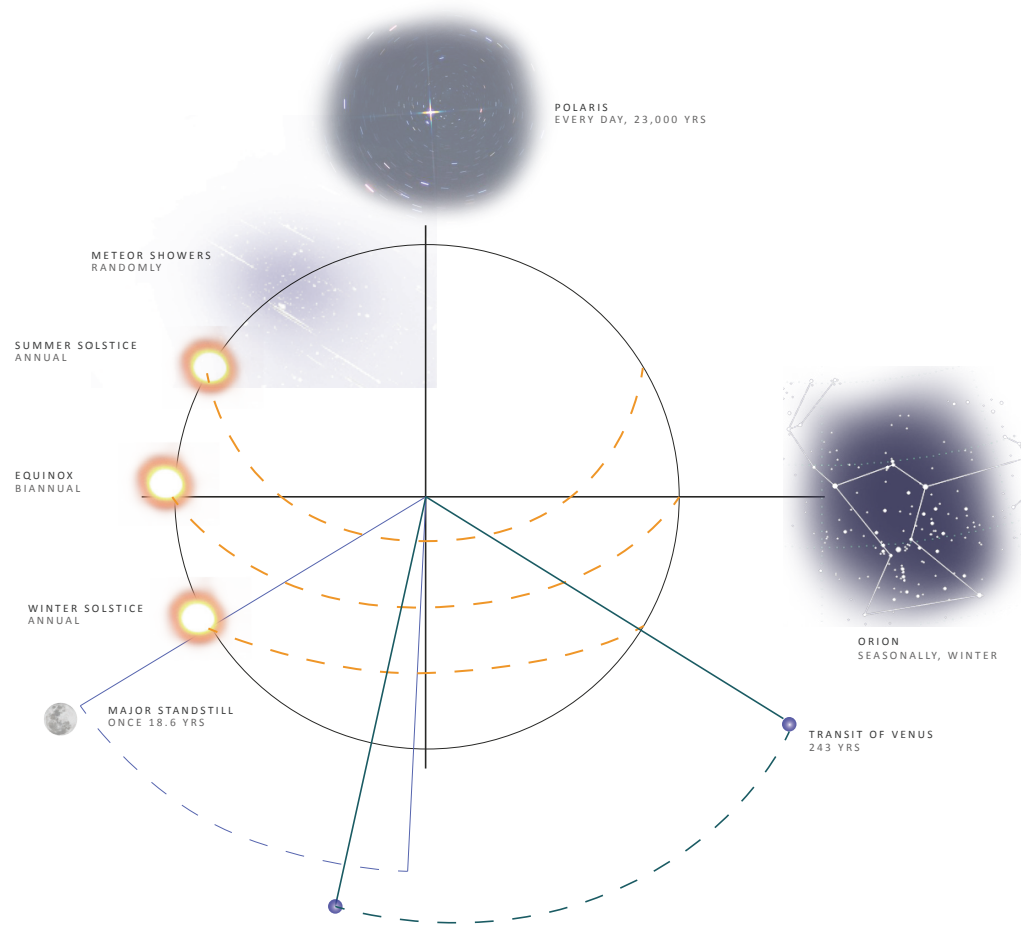 POLARIS
EVERY DAY, 23,000 YRS
METEOR SHOWERS
RANDOMLY
SUMMER SOLSTICE
ANNUAL
EQUINOX
BIANNUAL
WINTER SOLSTICE
ANNUAL
ORION
SEASONALLY, WINTER
MAJOR STANDSTILL
ONCE 18.6 YRS
TRANSIT OF VENUS
243 YRS